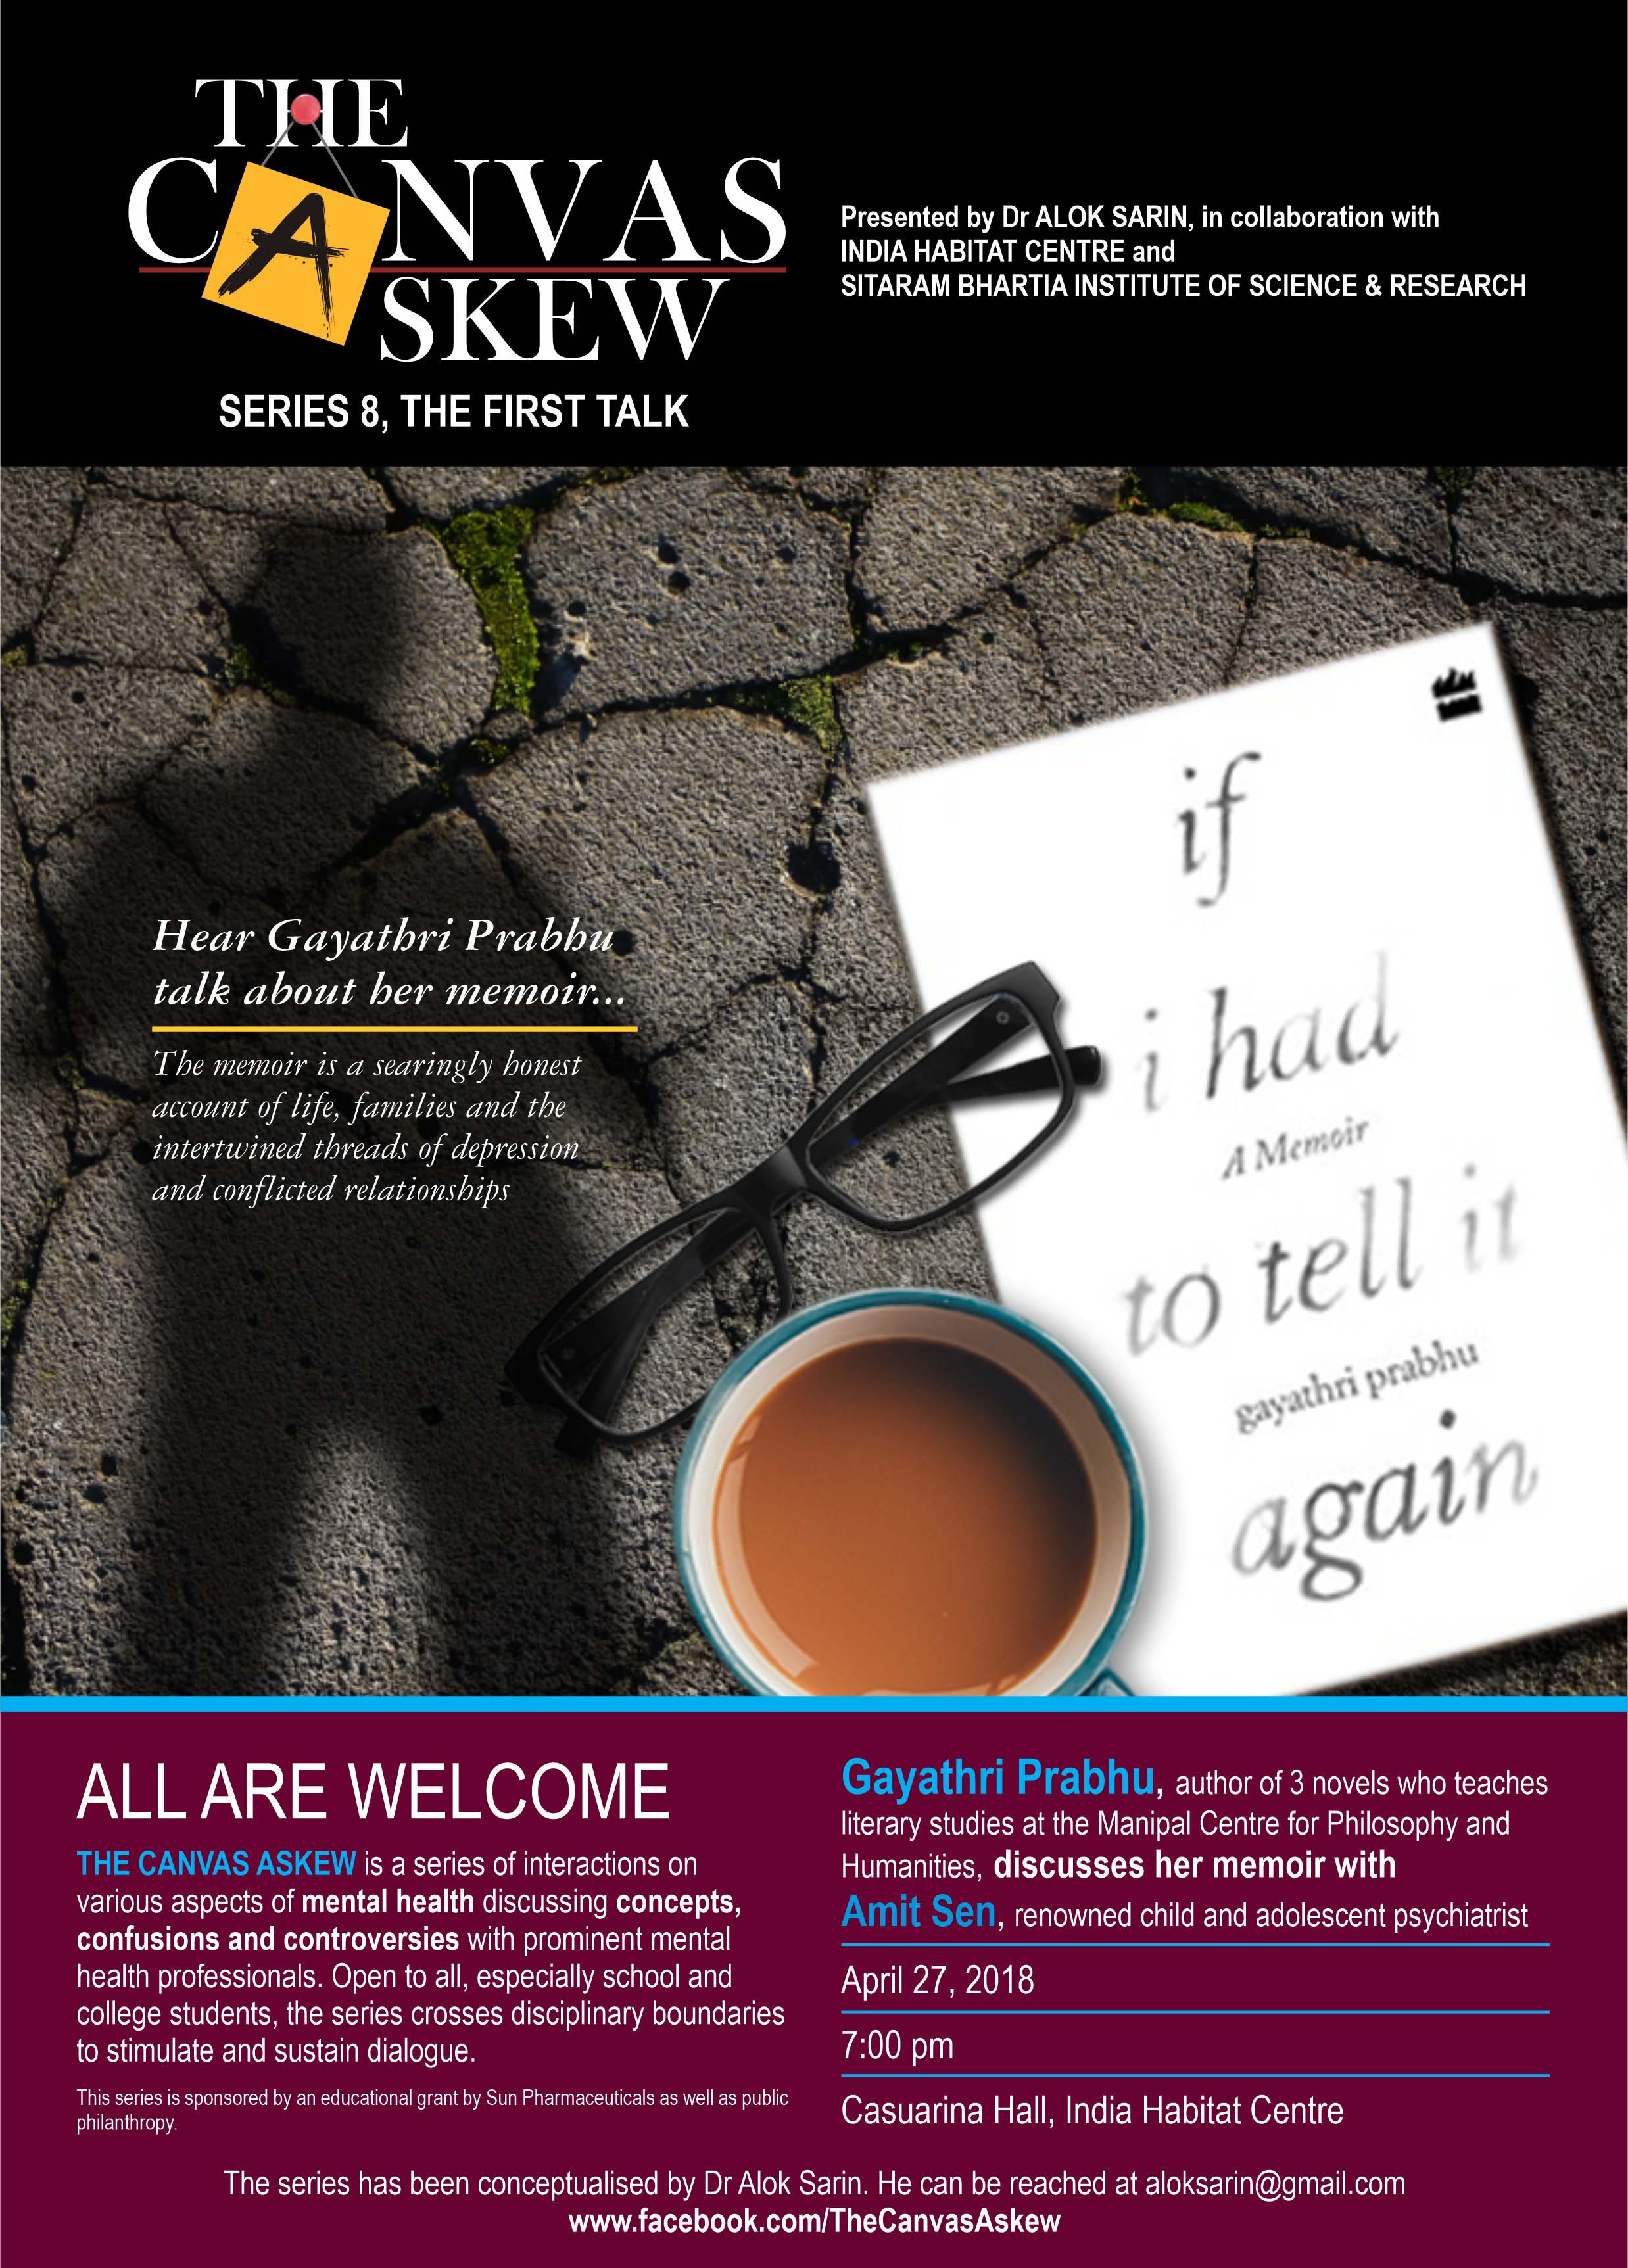 THE
CANVAS
ASKEW
SERIES 8, THE FIRST TALK
Presented by Dr ALOK SARIN, in collaboration with
INDIA HABITAT CENTRE and
SITARAM BHARTIA INSTITUTE OF SCIENCE & RESEARCH
Hear Gayathri Prabhu
talk about her memoir...
The memoir is a searingly honest
account of life, families and the
intertwined threads of depression
and conflicted relationships
if
i had
A Memoir
to tell it
gayathri prabhu
again
ALL ARE WELCOME
THE CANVAS ASKEW is a series of interactions on
various aspects of mental health discussing concepts,
confusions and controversies with prominent mental
health professionals. Open to all, especially school and
college students, the series crosses disciplinary boundaries
to stimulate and sustain dialogue.
This series is sponsored by an educational grant by Sun Pharmaceuticals as well as public
philanthropy.
Gayathri Prabhu, author of 3 novels who teaches
literary studies at the Manipal Centre for Philosophy and
Humanities, discusses her memoir with
Amit Sen, renowned child and adolescent psychiatrist
April 27, 2018
7:00 pm
Casuarina Hall, India Habitat Centre
The series has been conceptualised by Dr Alok Sarin. He can be reached at aloksarin@gmail.com
www.facebook.com/TheCanvasAskew